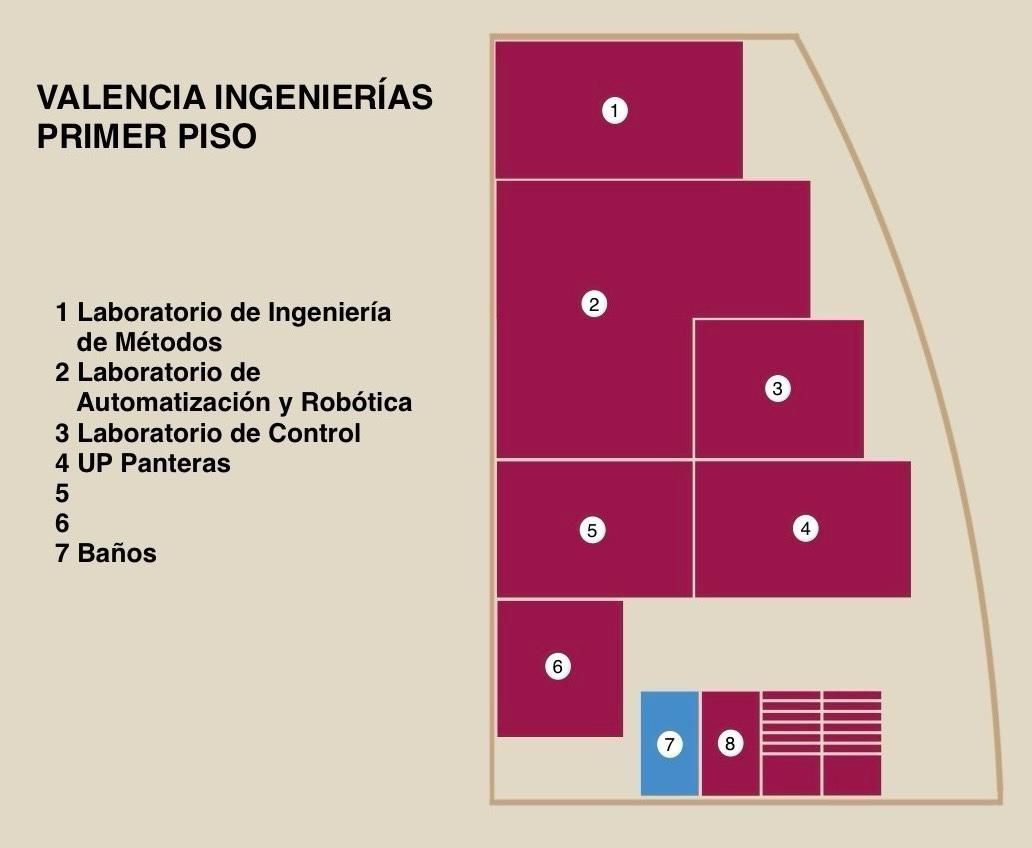 VALENCIA INGENIERÍAS
PRIMER PISO
1 Laboratorio de Ingeniería
de Métodos
2 Laboratorio de
Automatización y Robótica
3 Laboratorio de Control
4 UP Panteras
5
6
7 Baños
1
2
3
5
4
6
7
8